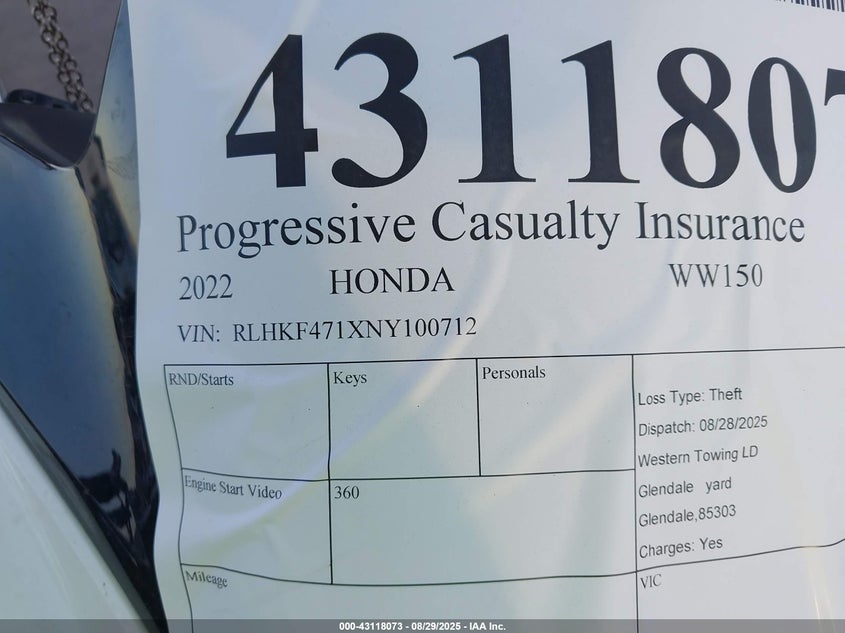 4311807
Progressive Casualty Insurance
2022 HONDA WW150
VIN: RLHKF471XNY100712
RND/Starts
Keys
Personals
Loss Type: Theft
Dispatch: 08/28/2025
Western Towing LD
Glendale yard
Glendale,85303
Charges: Yes
Engine Start Video
360
Mileage
VIC
000-43118073 - 08/29/2025 - IAA Inc.